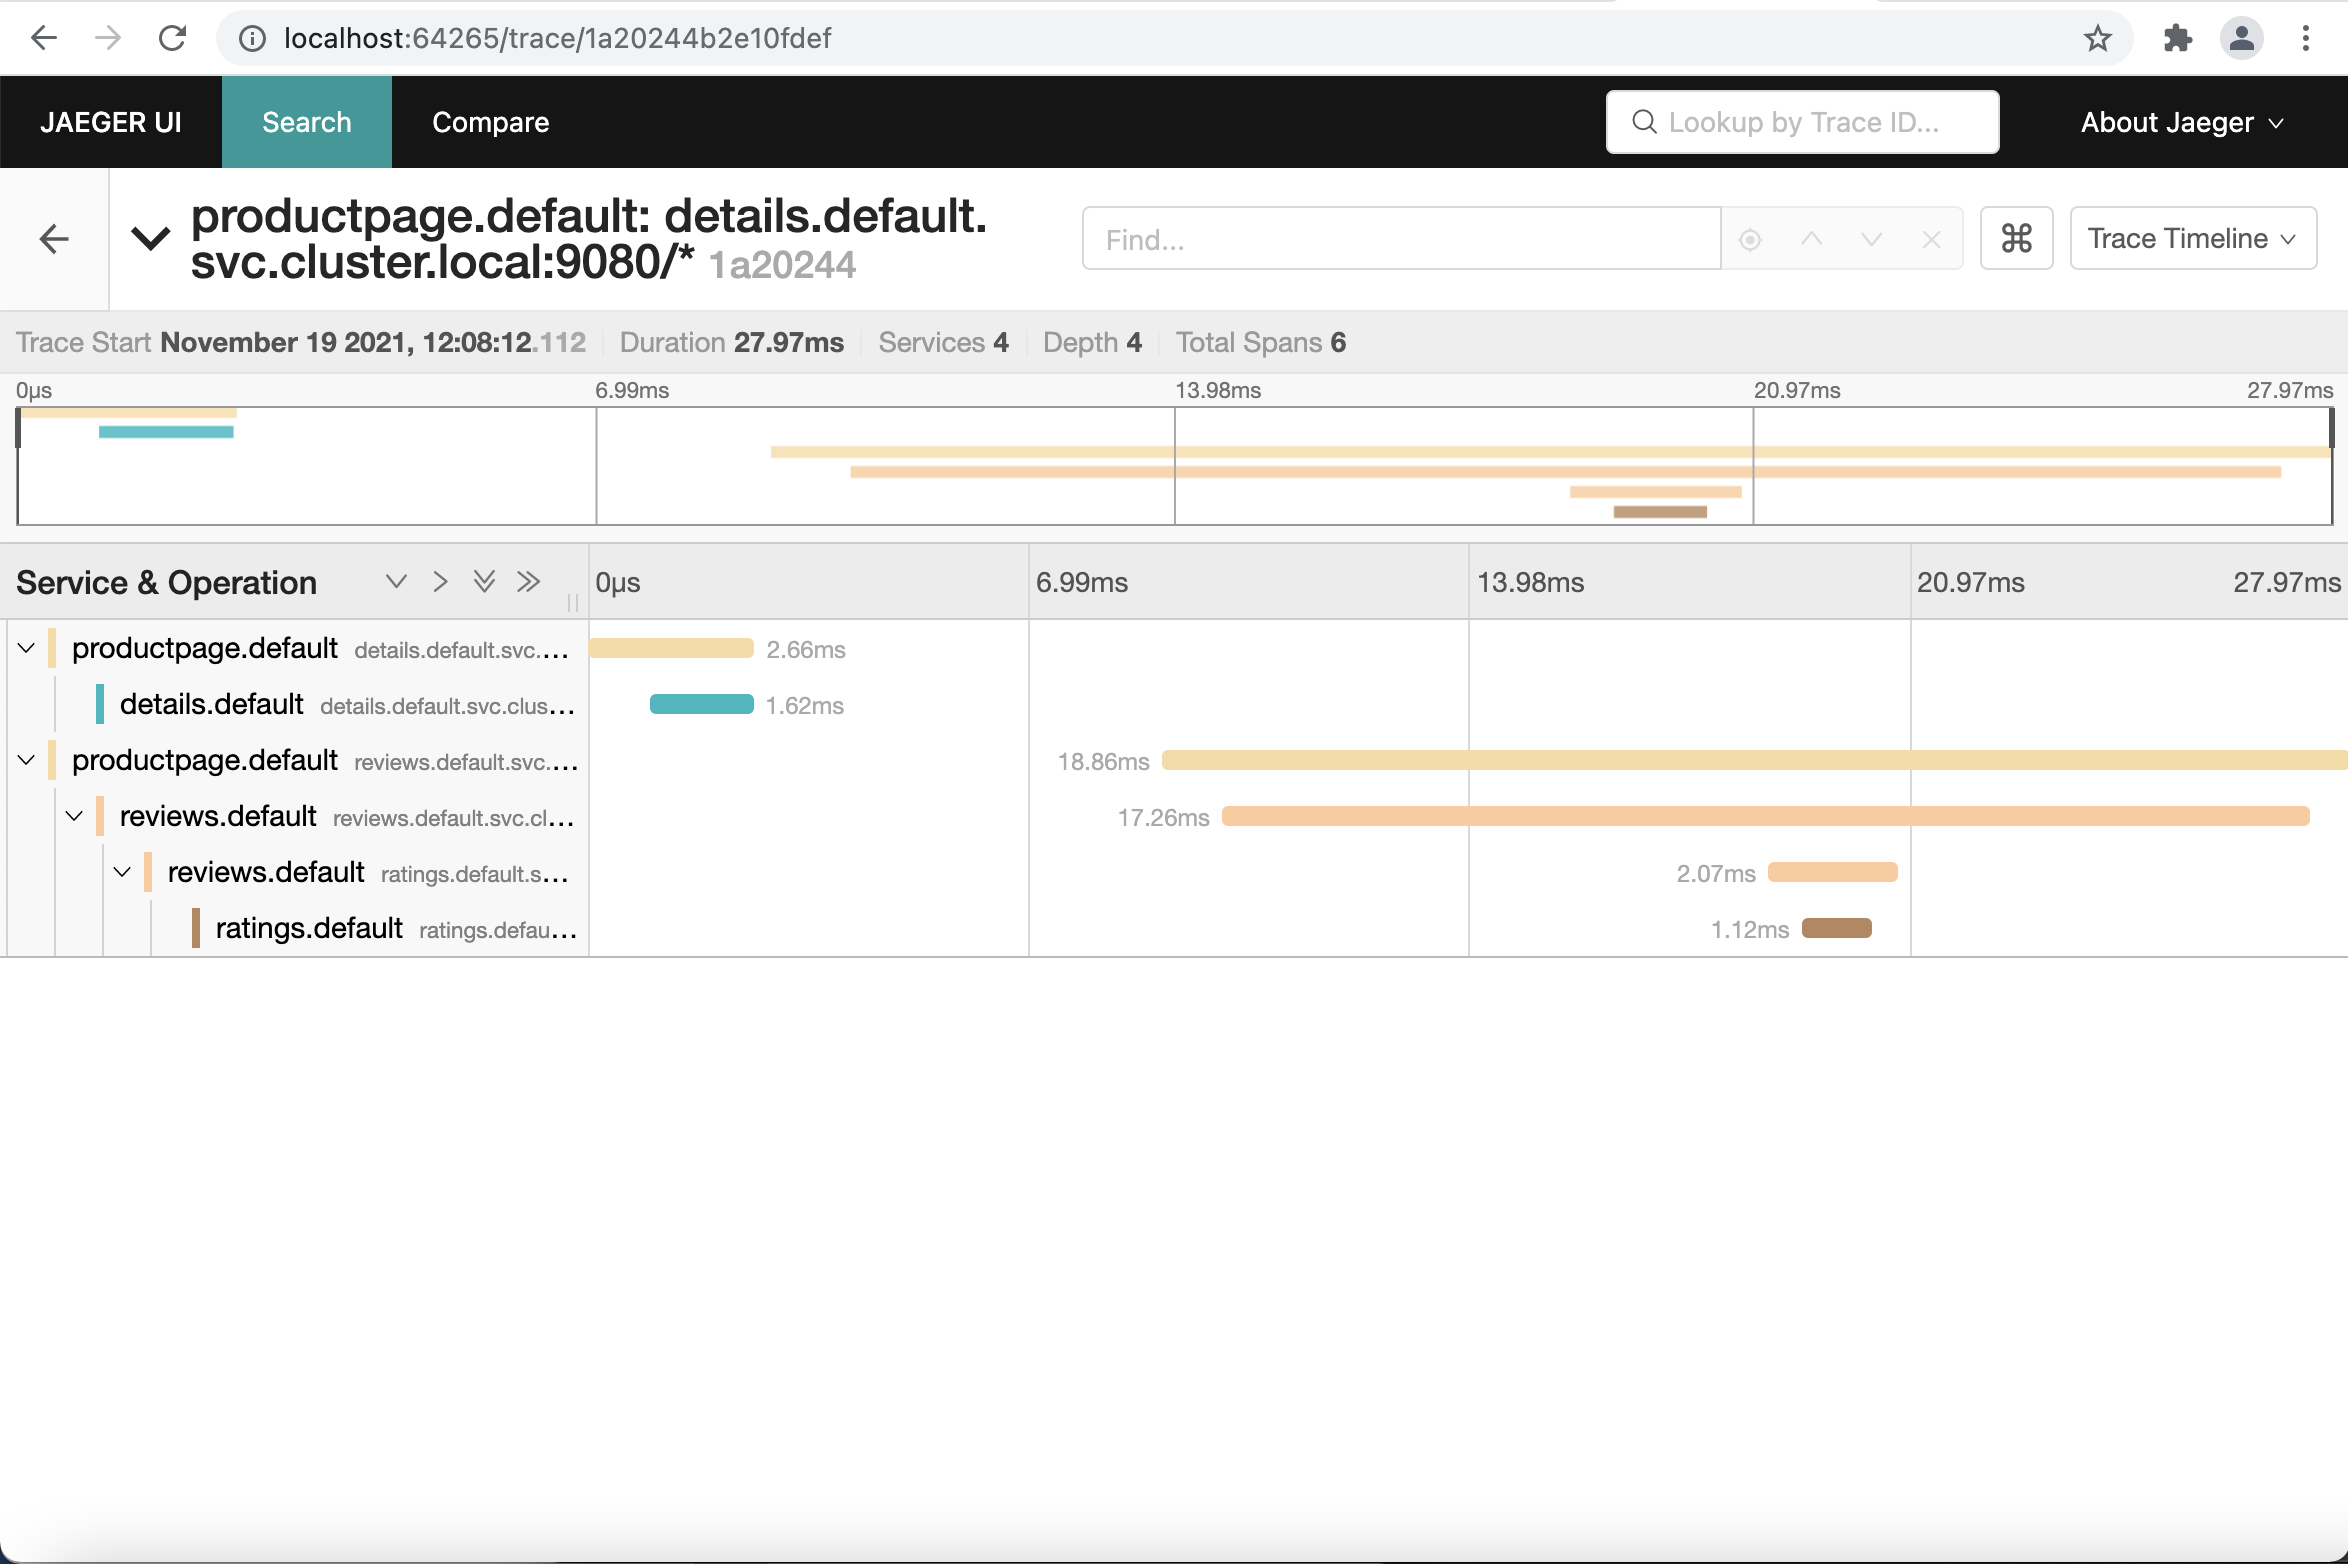 localhost:64265/trace/1a20244b2e10fdef
JAEGER UI Search Compare Lookup by Trace ID... About Jaeger
productpage.default: details.default.
svc.cluster.local:9080/* 1a20244
Find... ⌘ Trace Timeline
Trace Start November 19 2021, 12:08:12.112 Duration 27.97ms Services 4 Depth 4 Total Spans 6
0μs 6.99ms 13.98ms 20.97ms 27.97ms
Service & Operation 0μs 6.99ms 13.98ms 20.97ms 27.97ms
productpage.default details.default.svc.... 2.66ms
details.default details.default.svc.clus... 1.62ms
productpage.default reviews.default.svc.... 18.86ms
reviews.default reviews.default.svc.cl... 17.26ms
reviews.default ratings.default.s... 2.07ms
ratings.default ratings.defau... 1.12ms